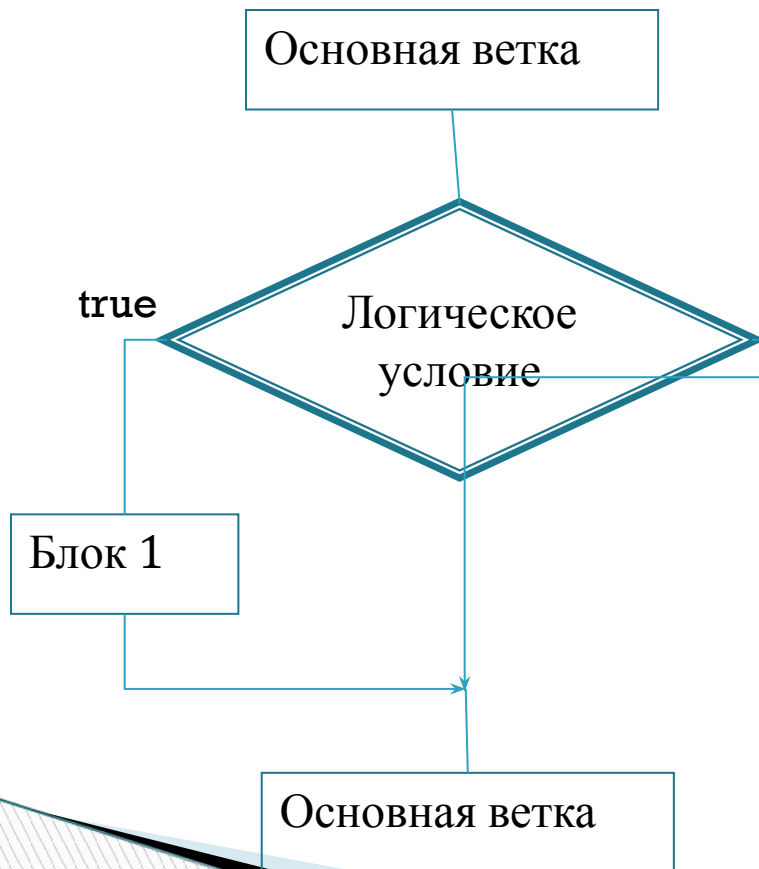 Основная ветка
true
Логическое
условие
Блок 1
Основная ветка